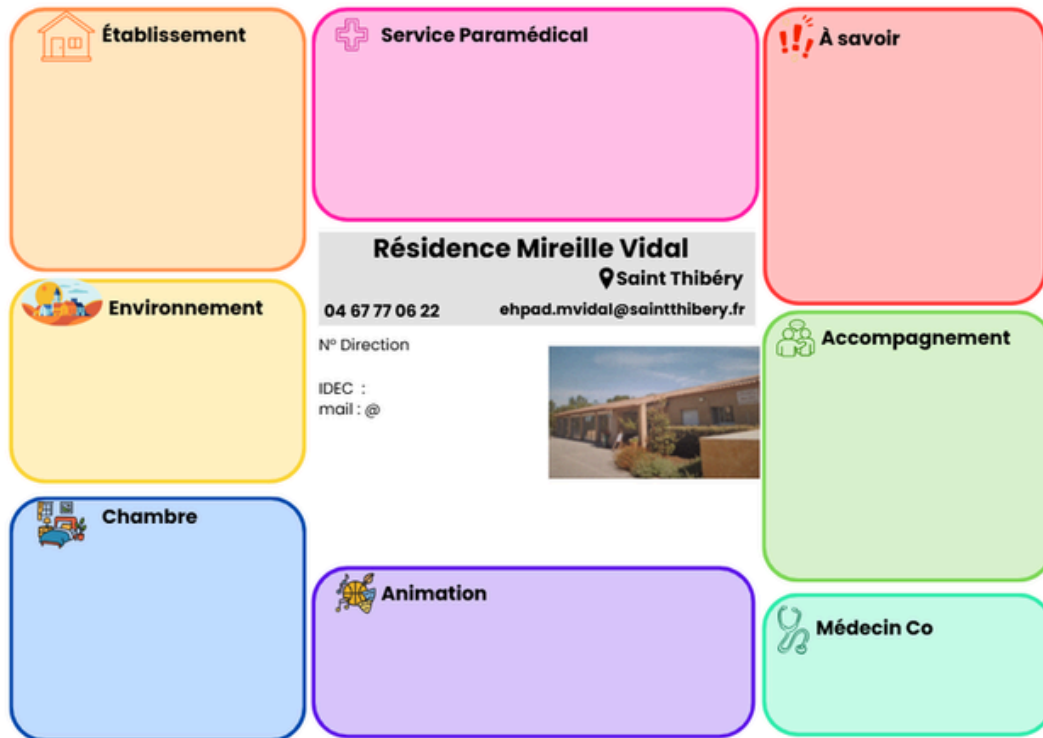 Établissement
Service Paramédical
À savoir
Résidence Mireille Vidal
Saint Thibéry
04 67 77 06 22
ehpad.mvidal@saintthibery.fr
Environnement
N° Direction
IDEC :
mail : @
Accompagnement
Chambre
Animation
Médecin Co